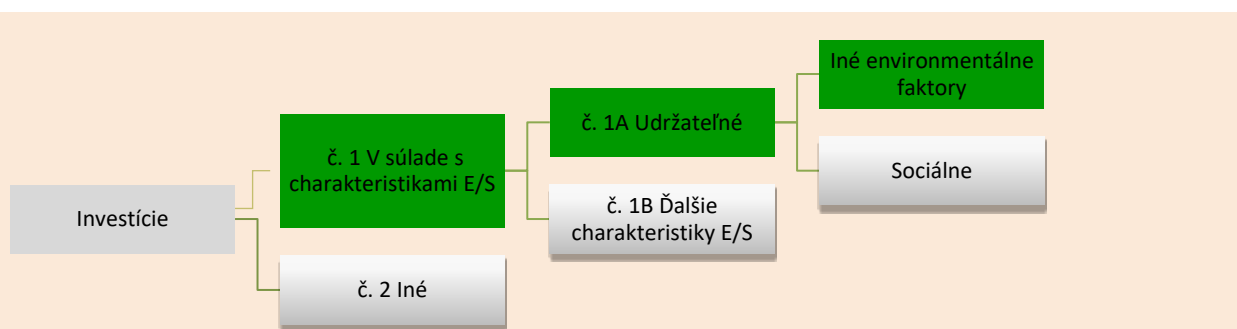 Investície
č. 1 V súlade s
charakteristikami E/S
č. 2 Iné
č. 1A Udržateľné
č. 1B Ďalšie
charakteristiky E/S
Iné environmentálne
faktory
Sociálne